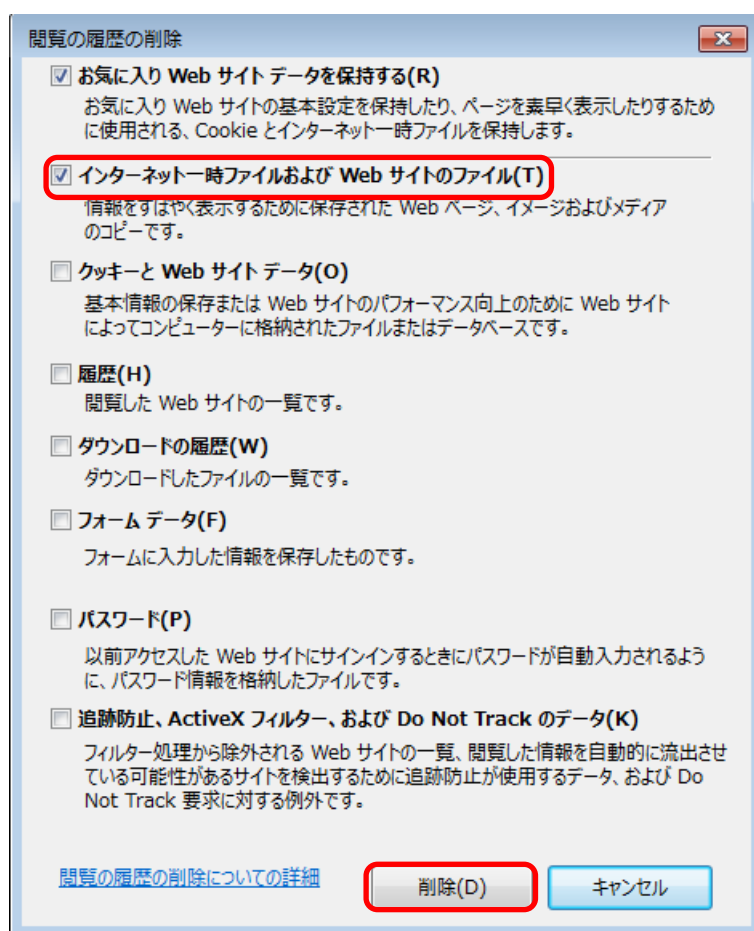 閲覧の履歴の削除
お気に入り Web サイト データを保持する(R)
お気に入り Web サイトの基本設定を保持したり、ページを素早く表示したりするため
に使用される、Cookie とインターネット一時ファイルを保持します。
インターネット一時ファイルおよび Web サイトのファイル(T)
情報をすばやく表示するために保存された Web ページ、イメージおよびメディア
のコピーです。
クッキーと Web サイト データ(O)
基本情報の保存または Web サイトのパフォーマンス向上のために Web サイト
によってコンピューターに格納されたファイルまたはデータベースです。
履歴(H)
閲覧した Web サイトの一覧です。
ダウンロードの履歴(W)
ダウンロードしたファイルの一覧です。
フォーム データ(F)
フォームに入力した情報を保存したものです。
パスワード(P)
以前アクセスした Web サイトにサインインするときにパスワードが自動入力されるよう
に、パスワード情報を格納したファイルです。
追跡防止、ActiveX フィルター、および Do Not Track のデータ(K)
フィルター処理から除外される Web サイトの一覧、閲覧した情報を自動的に流出させ
ている可能性があるサイトを検出するために追跡防止が使用するデータ、および Do
Not Track 要求に対する例外です。
閲覧の履歴の削除についての詳細
削除(D)
キャンセル